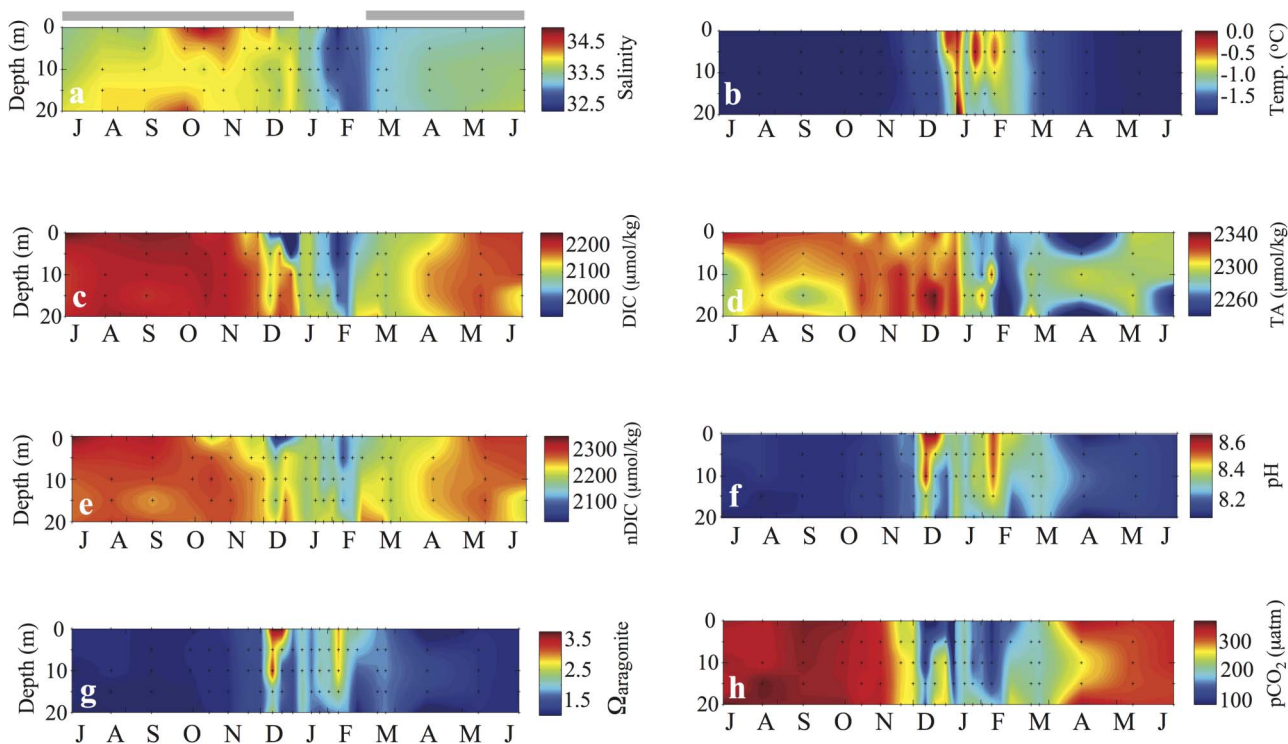 Depth (m)
0
10
20
a
J A S O N D J F M A M J
34.5
33.5
32.5
Salinity
0
10
20
b
J A S O N D J F M A M J
0.0
-0.5
-1.0
-1.5
Temp. (°C)
Depth (m)
0
10
20
c
J A S O N D J F M A M J
2200
2100
2000
DIC (µmol/kg)
0
10
20
d
J A S O N D J F M A M J
2340
2300
2260
TA (µmol/kg)
Depth (m)
0
10
20
e
J A S O N D J F M A M J
2300
2200
2100
nDIC (µmol/kg)
0
10
20
f
J A S O N D J F M A M J
8.6
8.4
8.2
pH
Depth (m)
0
10
20
g
J A S O N D J F M A M J
3.5
2.5
1.5
Ωaragonite
0
10
20
h
J A S O N D J F M A M J
300
200
100
pCO₂ (µatm)